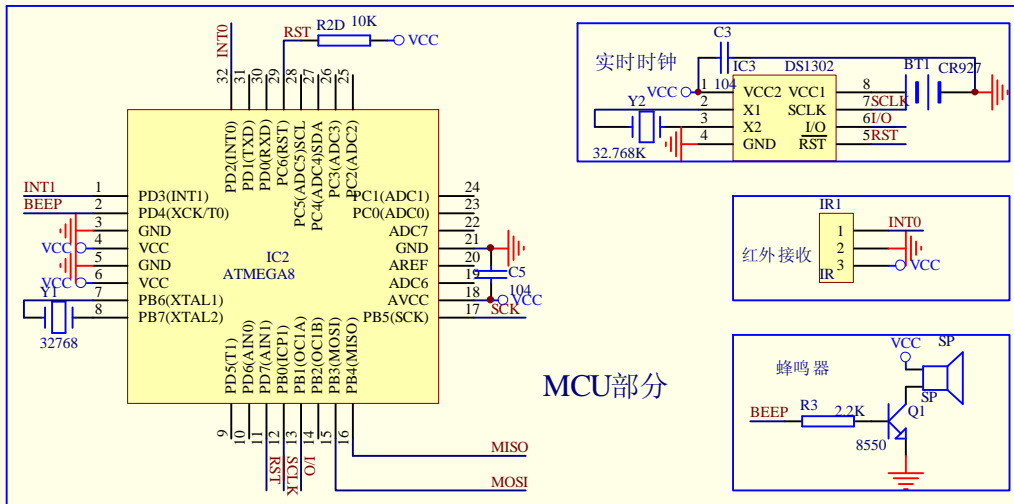 INT0
RST
R2D 10K
VCC
32 31 30 29 28 27 26 25
PD2(INT0)
PD1(TXD)
PD0(RXD)
PC6(RST)
PC5(ADC5)SCL
PC4(ADC4)SDA
PC3(ADC3)
PC2(ADC2)
INT1 1 PD3(INT1)
BEEP 2 PD4(XCK/T0)
3 GND
VCC 4 VCC
5 GND
VCC 6 VCC
Y1 7 PB6(XTAL1)
8 PB7(XTAL2)
32768
IC2
ATMEGA8
PC1(ADC1) 24
PC0(ADC0) 23
ADC7 22
GND 21
AREF 20
ADC6 19
AVCC 18
PB5(SCK) 17
C5
104
VCC
SCK
PD5(T1)
PD6(AIN0)
PD7(AIN1)
PB0(ICP1)
PB1(OC1A)
PB2(OC1B)
PB3(MOSI)
PB4(MISO)
9 10 11 12 13 14 15 16
RST
SCLK
I/O
MISO
MOSI
MCU部分
实时时钟
C3
104
IC3
DS1302
BT1
CR927
VCC 1 VCC2
2 X1
3 X2
4 GND
VCC1 8
SCLK 7 SCLK
I/O 6 I/O
RST 5 RST
Y2
32.768K
红外接收
IR1
1 INT0
2
3 VCC
IR
蜂鸣器
VCC
SP
SP
BEEP
R3 2.2K
Q1
8550